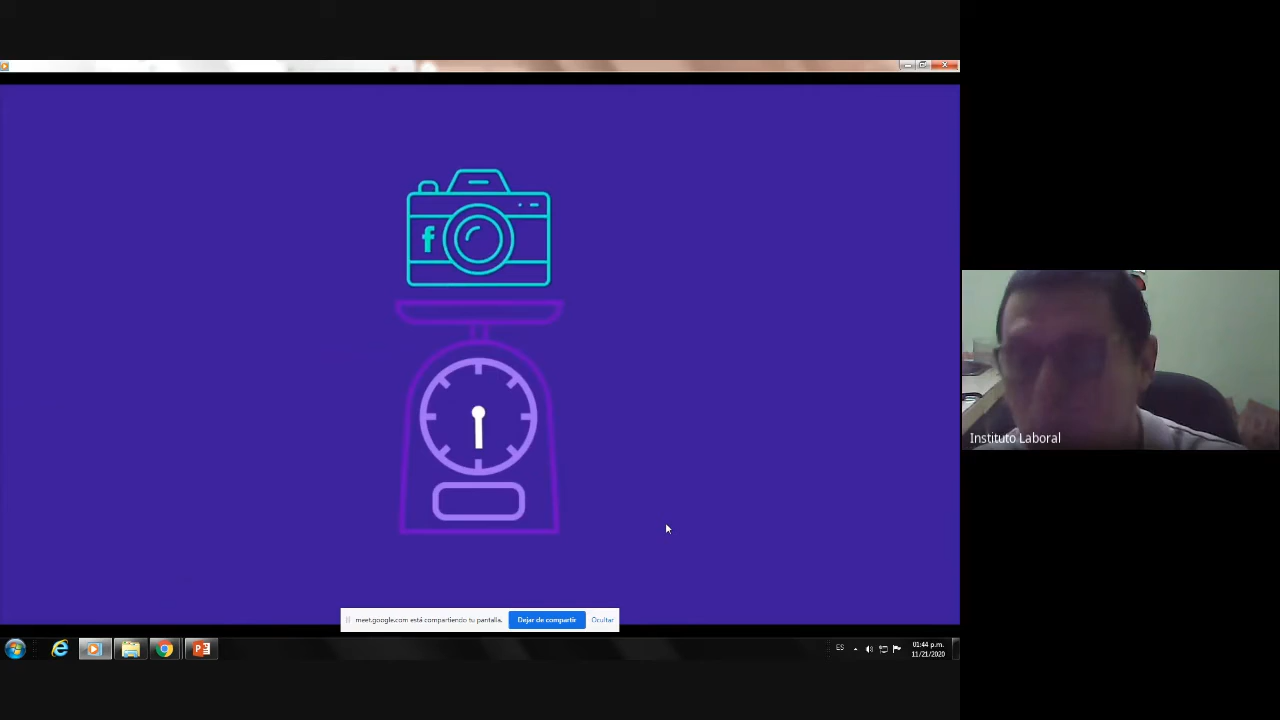 f
meet.google.com está compartiendo tu pantalla.
Dejar de compartir
Ocultar
Instituto Laboral
ES
01:44 p.m.
11/21/2020